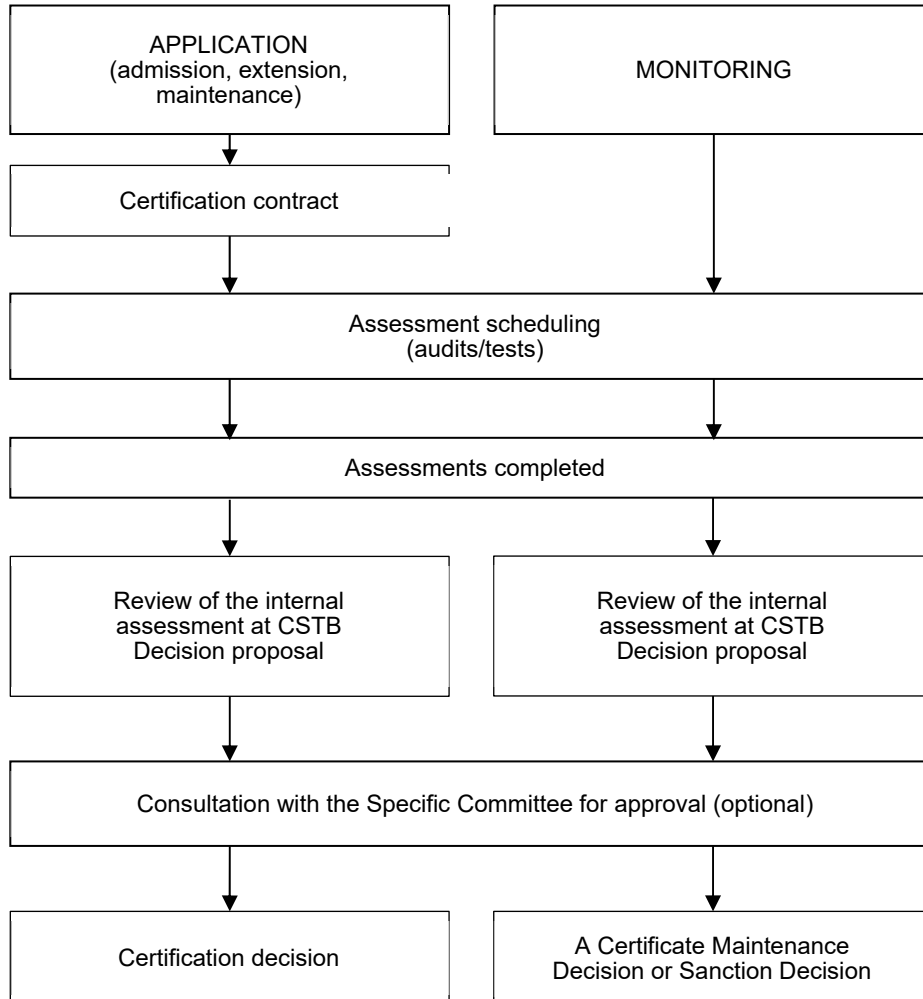 APPLICATION
(admission, extension,
maintenance)
MONITORING
Certification contract
Assessment scheduling
(audits/tests)
Assessments completed
Review of the internal
assessment at CSTB
Decision proposal
Review of the internal
assessment at CSTB
Decision proposal
Consultation with the Specific Committee for approval (optional)
Certification decision
A Certificate Maintenance
Decision or Sanction Decision